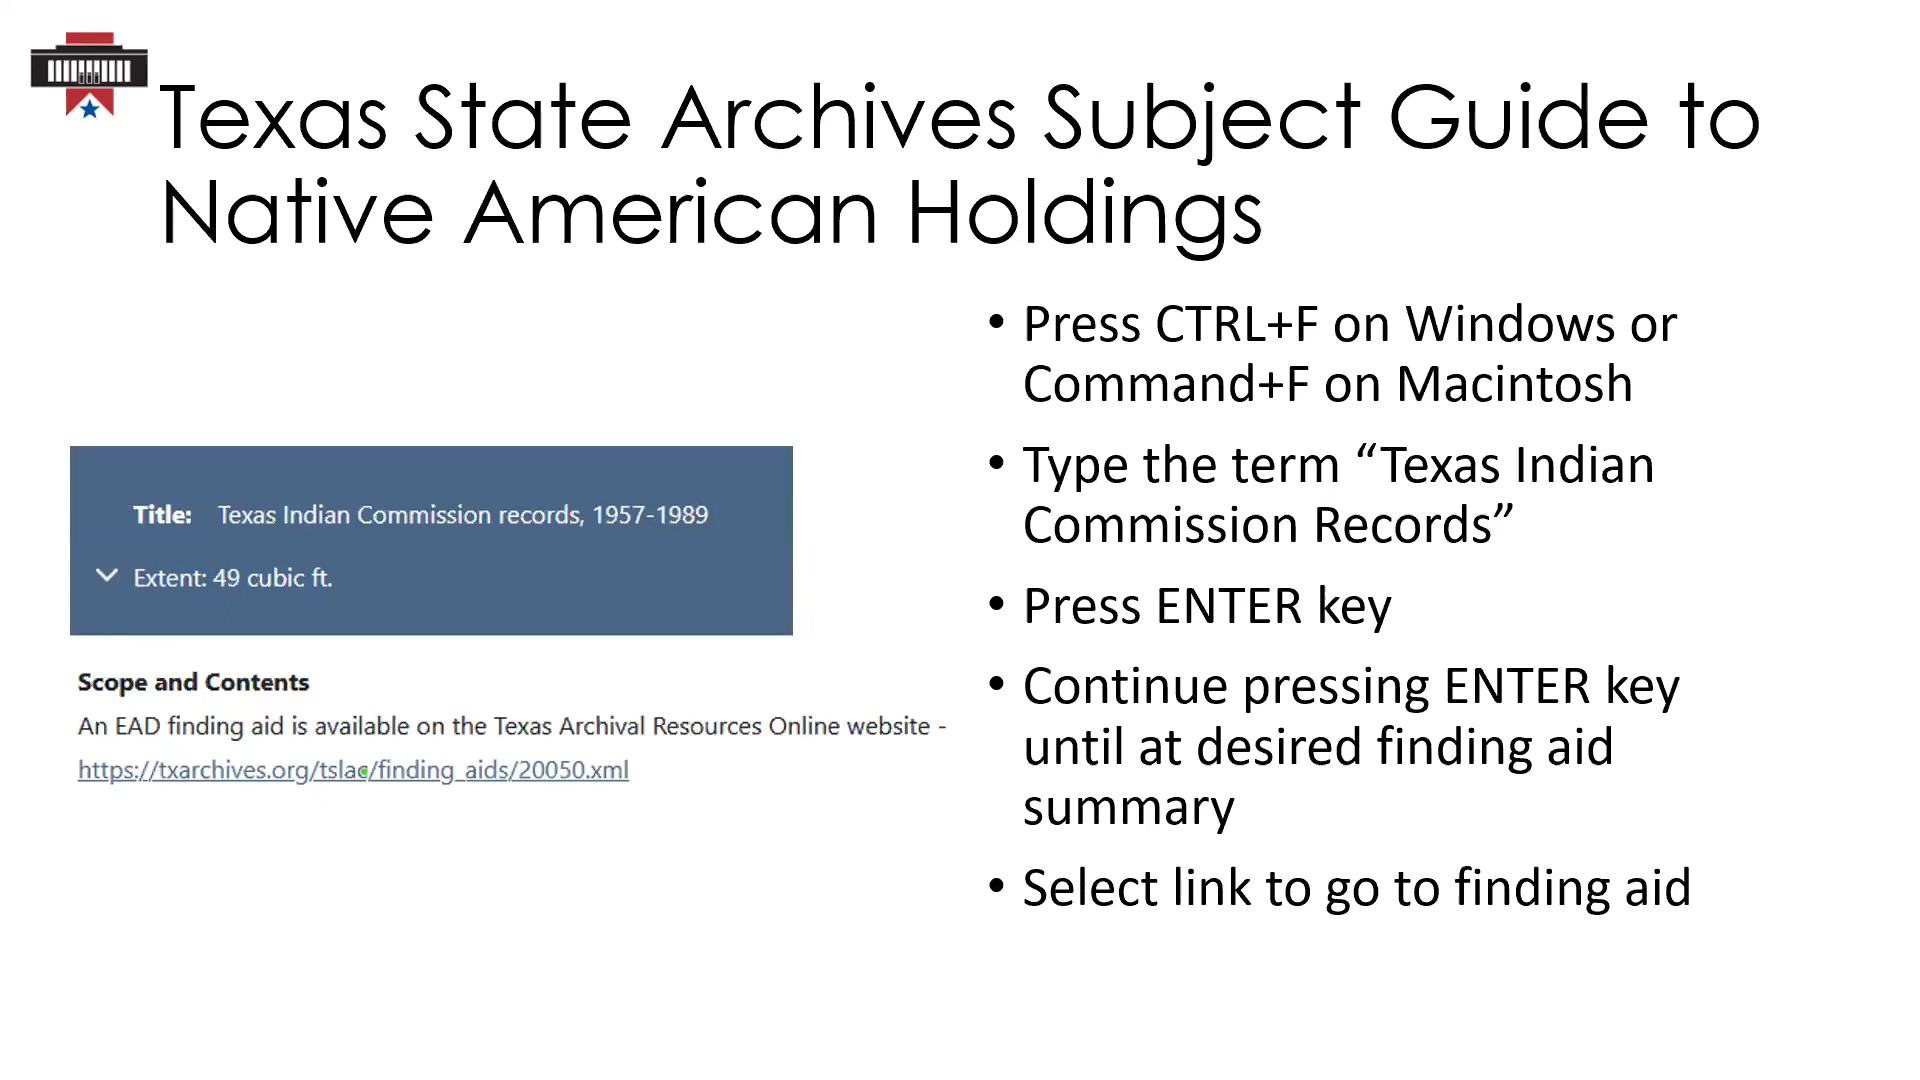 Texas State Archives Subject Guide to
Native American Holdings
Title: Texas Indian Commission records, 1957-1989
Extent: 49 cubic ft.
Scope and Contents
An EAD finding aid is available on the Texas Archival Resources Online website -
https://txarchives.org/tslac/finding_aids/20050.xml
• Press CTRL+F on Windows or
Command+F on Macintosh
• Type the term “Texas Indian
Commission Records”
• Press ENTER key
• Continue pressing ENTER key
until at desired finding aid
summary
• Select link to go to finding aid